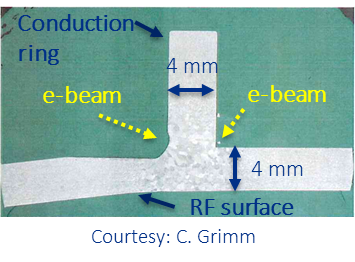 Conduction
ring
4 mm
e-beam
e-beam
4 mm
RF surface
Courtesy: C. Grimm